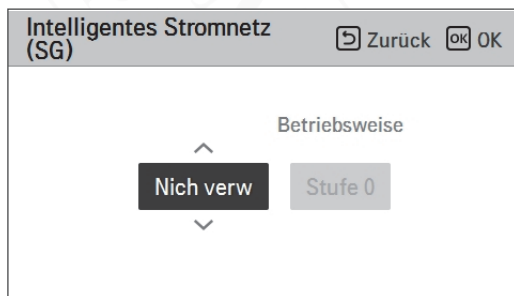 Intelligentes Stromnetz
(SG)
Zurück OK OK
Betriebsweise
Nich verw
Stufe 0